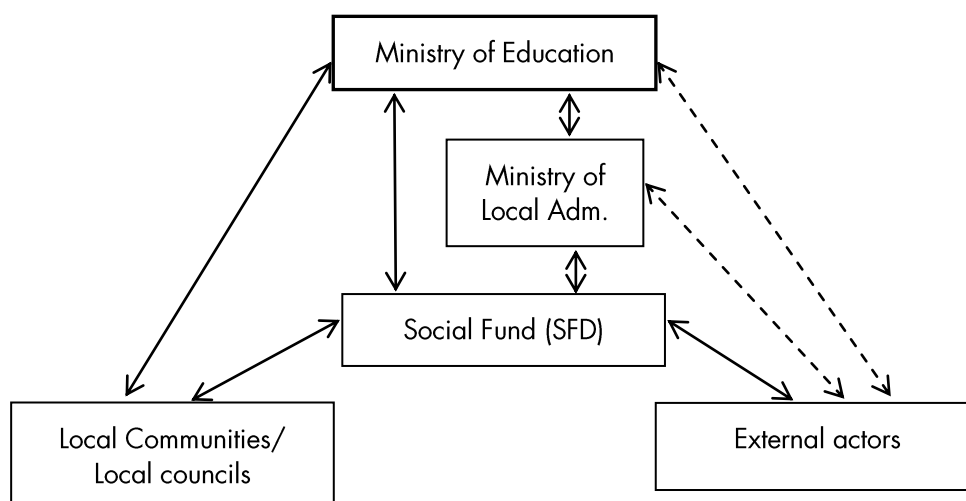 Ministry of Education
Ministry of
Local Adm.
Social Fund (SFD)
Local Communities/
Local councils
External actors